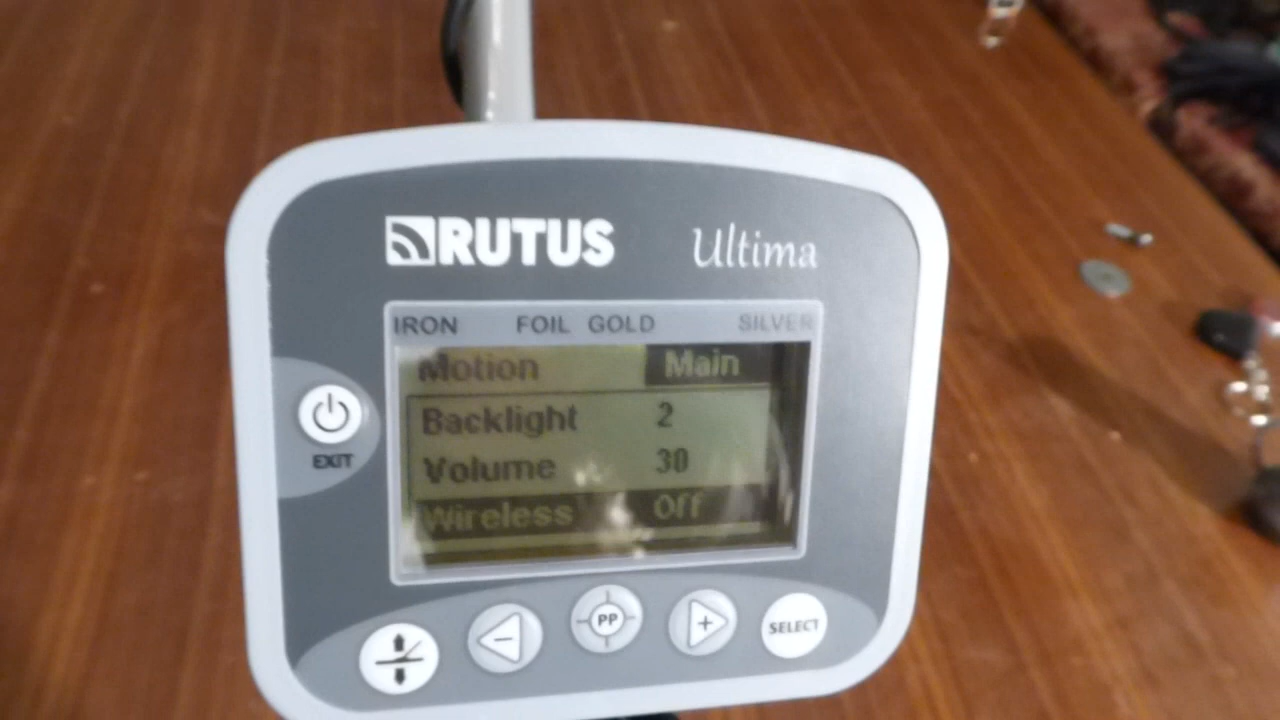 RUTUS Ultima
IRON FOIL GOLD SILVER
Motion Main
Backlight 2
Volume 30
Wireless Off
EXIT
- PP + SELECT